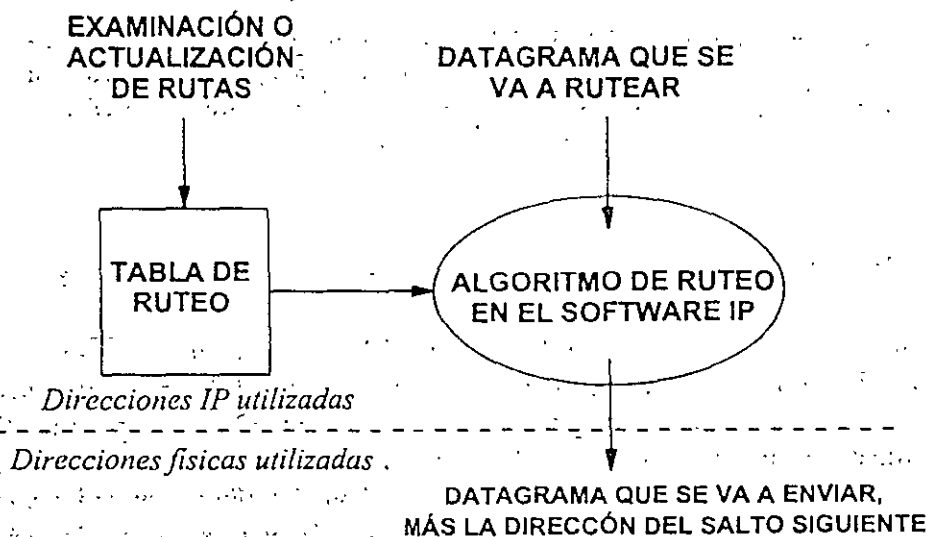 EXAMINACIÓN O
ACTUALIZACIÓN
DE RUTAS
DATAGRAMA QUE SE
VA A RUTEAR
TABLA DE
RUTEO
ALGORITMO DE RUTEO
EN EL SOFTWARE IP
Direcciones IP utilizadas
Direcciones físicas utilizadas
DATAGRAMA QUE SE VA A ENVIAR,
MÁS LA DIRECCÓN DEL SALTO SIGUIENTE